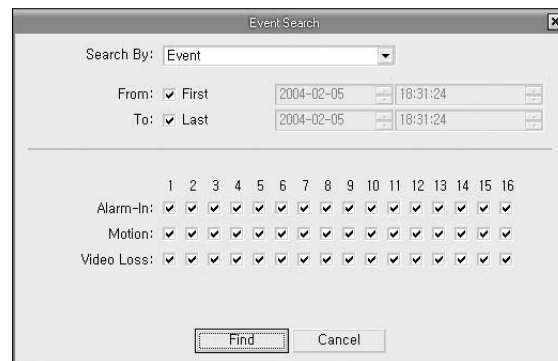 Event Search
Search By: Event
From: First 2004-02-05 18:31:24
To: Last 2004-02-05 18:31:24
1 2 3 4 5 6 7 8 9 10 11 12 13 14 15 16
Alarm-In:
Motion:
Video Loss:
Find Cancel